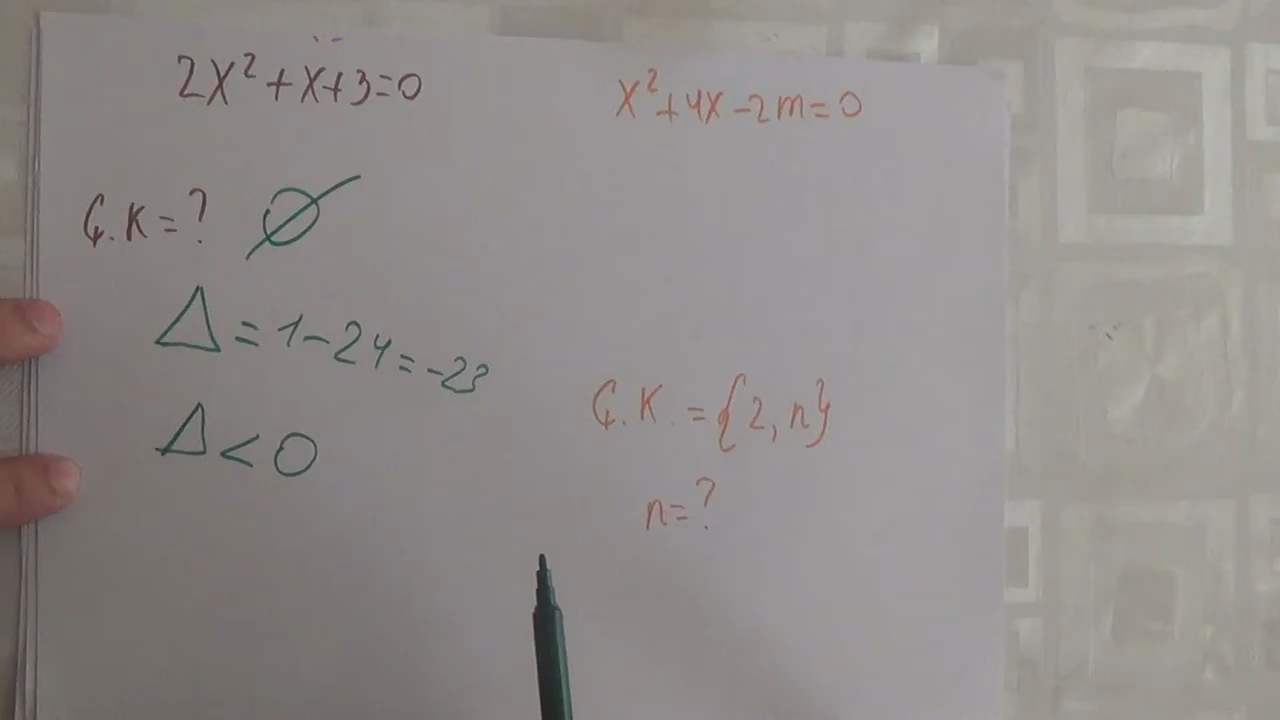 2x²+x+3=0
Ç.K=? ∅
Δ=1-24=-23
Δ<0
x²+4x-2m=0
Ç.K.={2,n}
n=?